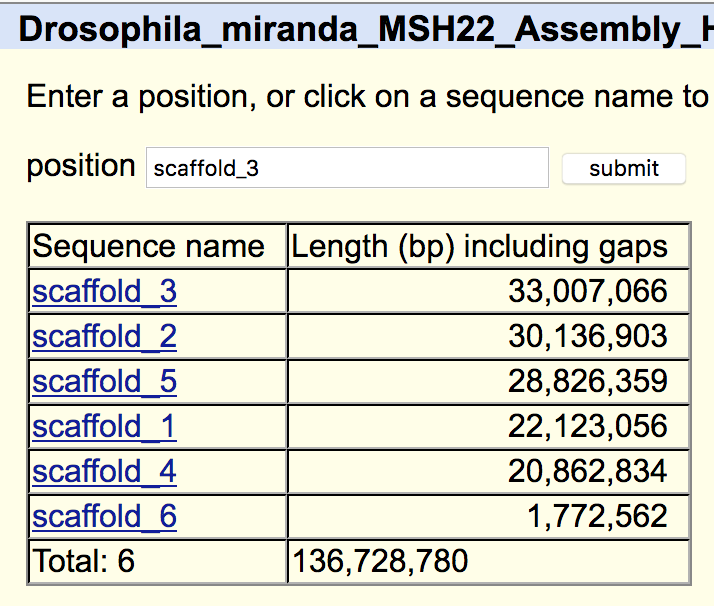 Drosophila_miranda_MSH22_Assembly_H
Enter a position, or click on a sequence name to
position scaffold_3 submit
Sequence name Length (bp) including gaps
scaffold_3 33,007,066
scaffold_2 30,136,903
scaffold_5 28,826,359
scaffold_1 22,123,056
scaffold_4 20,862,834
scaffold_6 1,772,562
Total: 6 136,728,780